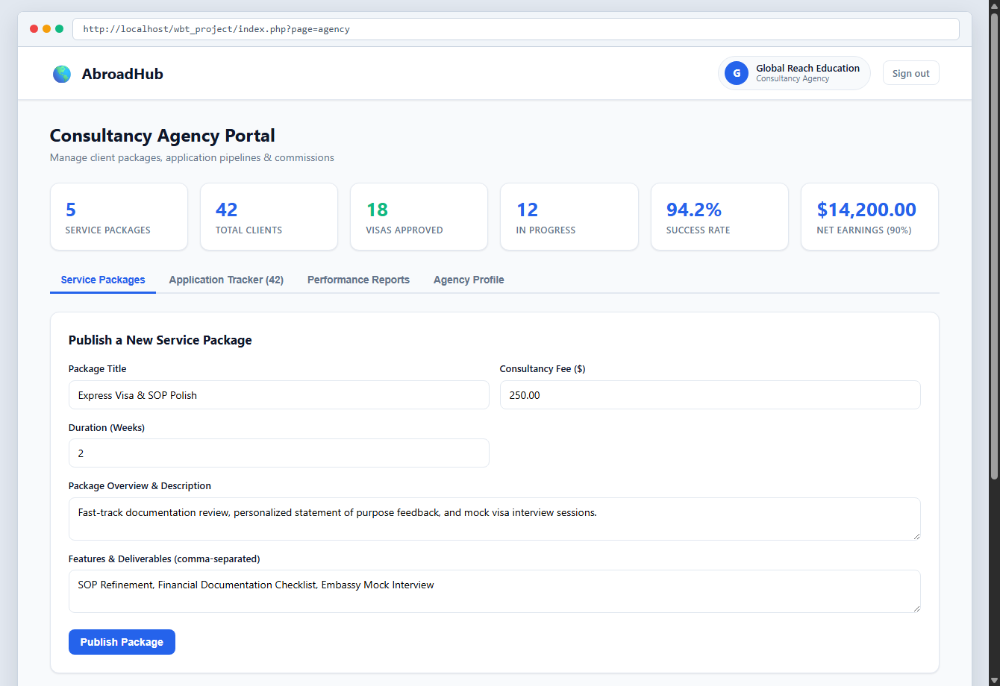 http://localhost/wbt_project/index.php?page=agency
AbroadHub
G
Global Reach Education
Consultancy Agency
Sign out
Consultancy Agency Portal
Manage client packages, application pipelines & commissions
5
SERVICE PACKAGES
42
TOTAL CLIENTS
18
VISAS APPROVED
12
IN PROGRESS
94.2%
SUCCESS RATE
$14,200.00
NET EARNINGS (90%)
Service Packages
Application Tracker (42)
Performance Reports
Agency Profile
Publish a New Service Package
Package Title
Express Visa & SOP Polish
Consultancy Fee ($)
250.00
Duration (Weeks)
2
Package Overview & Description
Fast-track documentation review, personalized statement of purpose feedback, and mock visa interview sessions.
Features & Deliverables (comma-separated)
SOP Refinement, Financial Documentation Checklist, Embassy Mock Interview
Publish Package